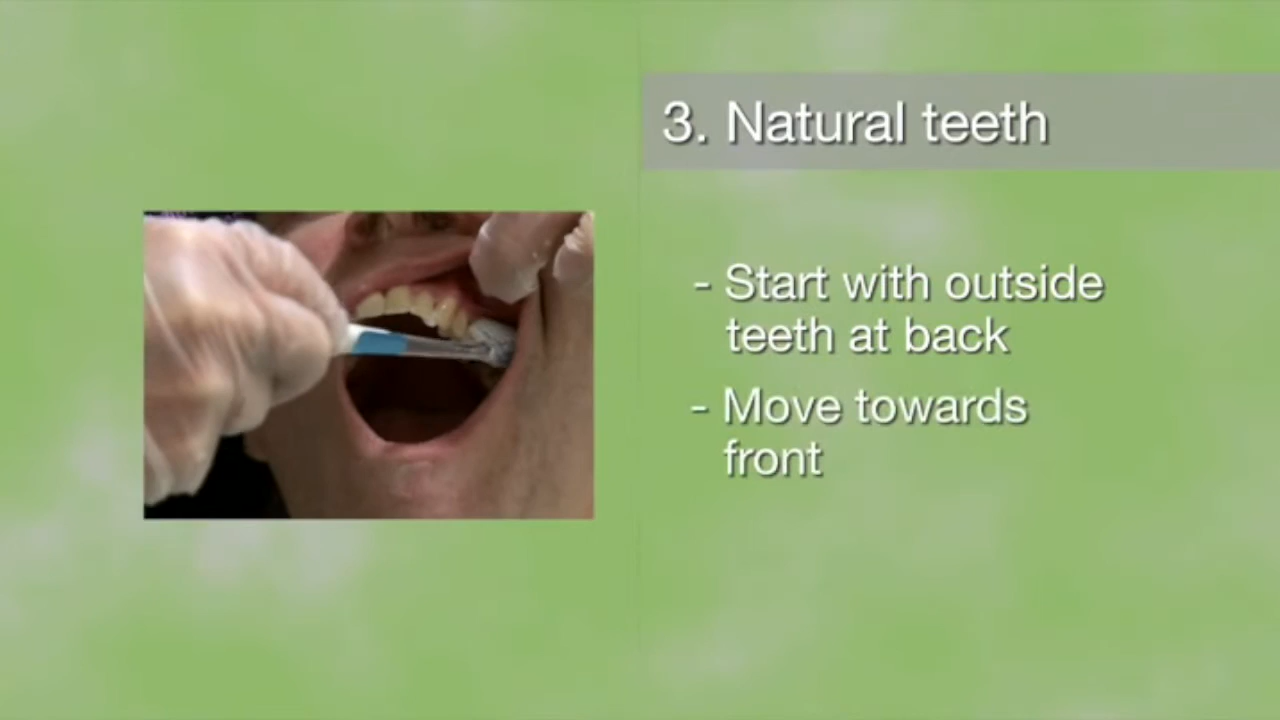 3. Natural teeth
- Start with outside
teeth at back
- Move towards
front